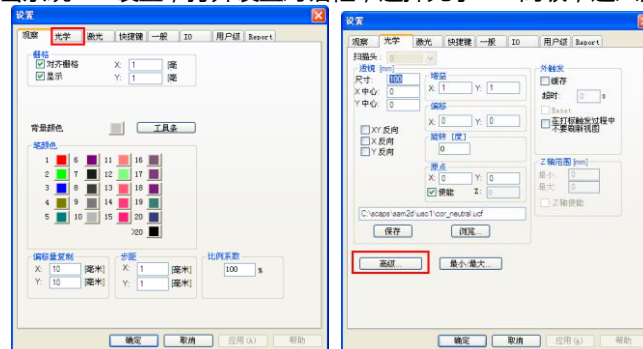 设置
观察 光学 激光 快捷键 一般 IO 用户级 Report
栅格
对齐栅格 X: 1
显示 Y: 1
背景颜色 工具条
笔颜色
1 6 11 16
2 7 12 17
3 8 13 18
4 9 14 19
5 10 15 20
>20
偏移量复制 步距 比例系数
X: 10 [毫米] X: 1 [毫米] 100 %
Y: 10 [毫米] Y: 1 [毫米]
确定 取消 应用(A) 帮助
设置
观察 光学 激光 快捷键 一般 IO 用户级 Report
扫描头: 0
透镜 [mm] 增益 外触发
尺寸: 100 X: 1 Y: 1 缓存
X中心: 0 偏移 超时: 0 s
Y中心: 0 X: 0 Y: 0 Reset
XY反向 旋转 [度] 在打标触发过程中
X反向 0 不要刷新视图
Y反向 原点 Z轴范围 [mm]
X: 0 Y: 0 最小: 0
使能 Z: 0 最大: 0
Z轴使能
C:\scaps\sam2d\usc1\cor_neutral.ucf
保存 浏览...
高级... 最小/最大...
确定 取消 应用(A) 帮助